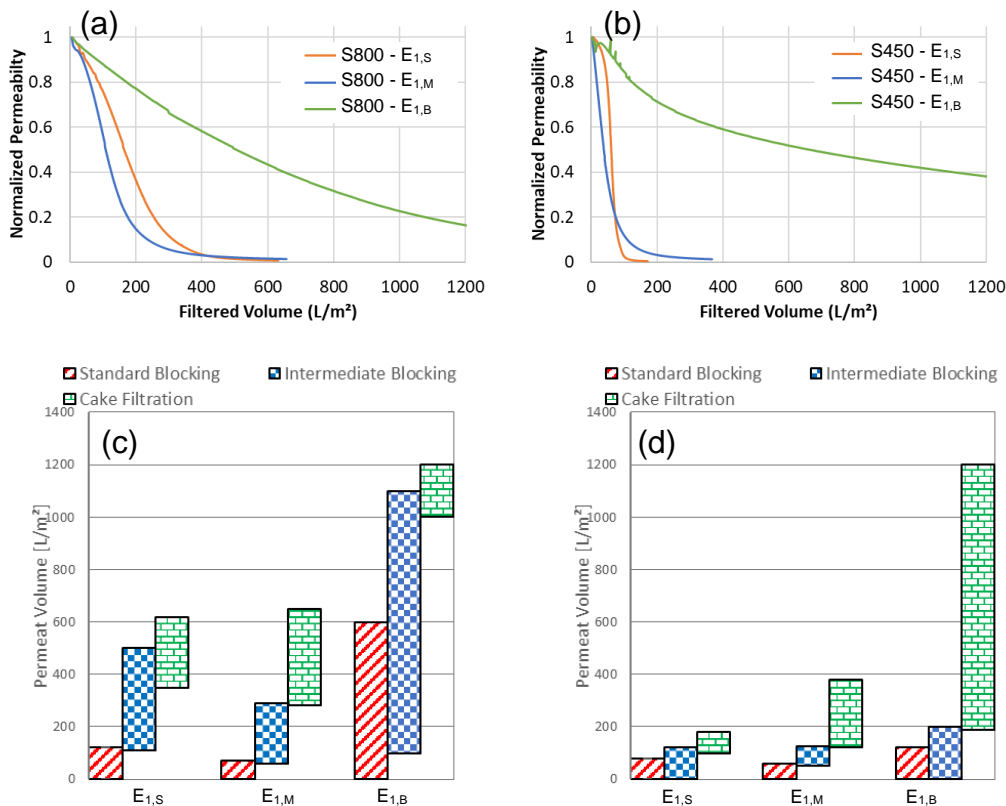 (a)
S800 - E1,S
S800 - E1,M
S800 - E1,B
Normalized Permeability
1
0.8
0.6
0.4
0.2
0
0 200 400 600 800 1000 1200
Filtered Volume (L/m²)
(b)
S450 - E1,S
S450 - E1,M
S450 - E1,B
Normalized Permeability
1
0.8
0.6
0.4
0.2
0
0 200 400 600 800 1000 1200
Filtered Volume (L/m²)
Standard Blocking Intermediate Blocking
Cake Filtration
(c)
Permeat Volume [L/m²]
1400
1200
1000
800
600
400
200
0
E1,S E1,M E1,B
Standard Blocking Intermediate Blocking
Cake Filtration
(d)
Permeat Volume [L/m²]
1400
1200
1000
800
600
400
200
0
E1,S E1,M E1,B